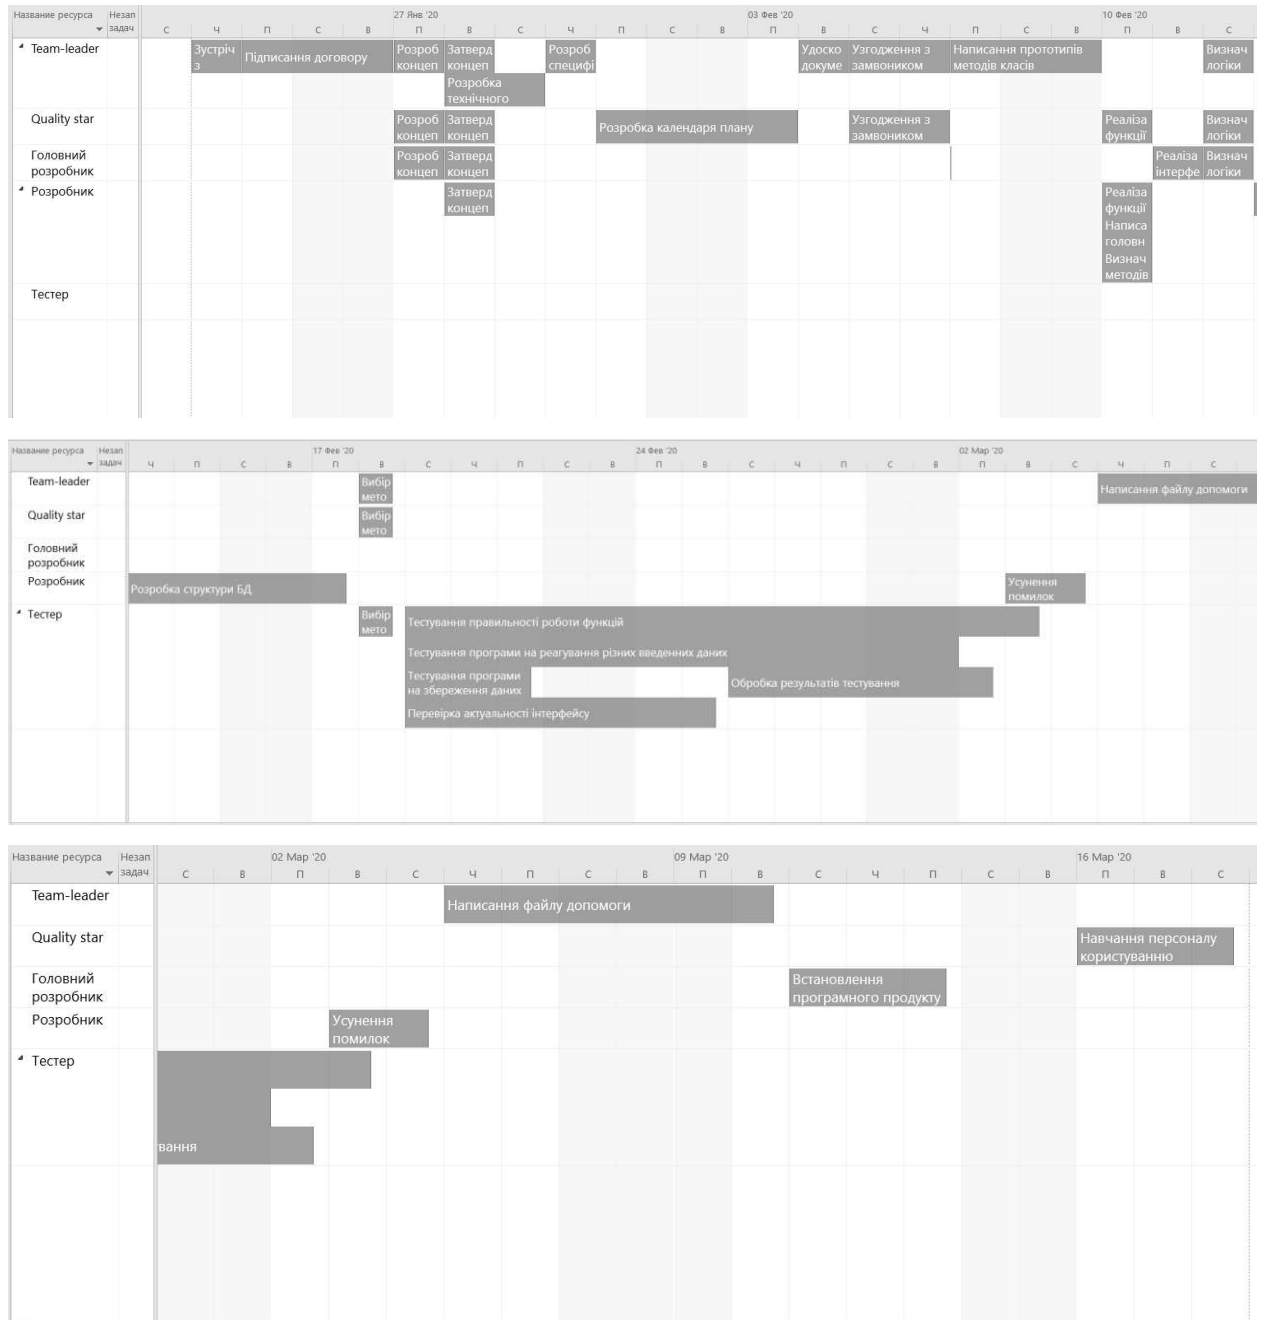 Название ресурса Незап
задач
27 Янв '20 03 Фев '20 10 Фев '20
С Ч П С В П В С Ч П С В П В С Ч П С В П В С
Team-leader
Зустріч
з
Підписання договору
Розроб
концеп
Затверд
концеп
Розробка
технічного
Розроб
специфі
Удоско
докуме
Узгодження з
замвоником
Написання прототипів
методів класів
Визнач
логіки
Quality star
Розроб
концеп
Затверд
концеп
Розробка календаря плану
Узгодження з
замвоником
Реаліза
функції
Визнач
логіки
Головний
розробник
Розроб
концеп
Затверд
концеп
Реаліза
інтерфе
Визнач
логіки
Розробник
Затверд
концеп
Реаліза
функції
Написа
головн
Визнач
методів
Тестер
Название ресурса Незап
задач
17 Фев '20 24 Фев '20 02 Мар '20
Ч П С В П В С Ч П С В П В С Ч П С В П В С Ч П С
Team-leader
Вибір
мето
Написання файлу допомоги
Quality star
Вибір
мето
Головний
розробник
Розробник
Розробка структури БД
Усунення
помилок
Тестер
Вибір
мето
Тестування правильності роботи функцій
Тестування програми на реагування різних введенних даних
Тестування програми
на збереження даних
Обробка результатів тестування
Перевірка актуальності інтерфейсу
Название ресурса Незап
задач
02 Мар '20 09 Мар '20 16 Мар '20
С В П В С Ч П С В П В С Ч П С В П В С
Team-leader
Написання файлу допомоги
Quality star
Навчання персоналу
користуванню
Головний
розробник
Встановлення
програмного продукту
Розробник
Усунення
помилок
Тестер
вання